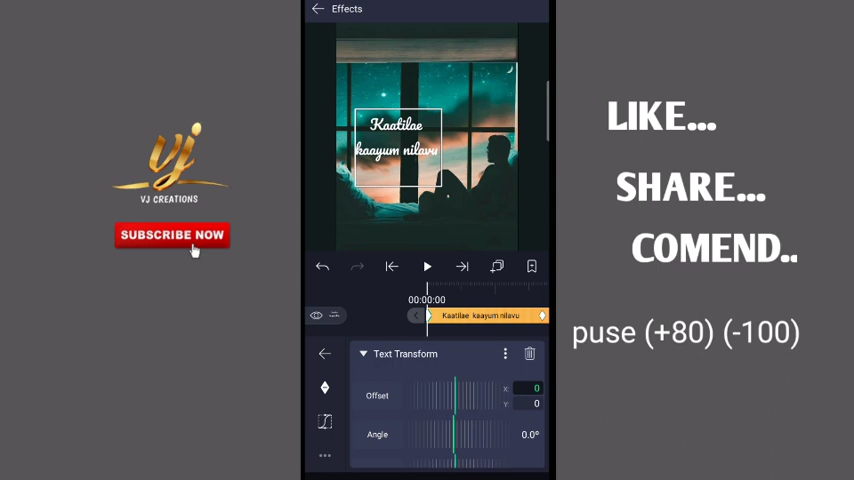 Effects
Kaatilae
kaayum nilavu
vj
VJ CREATIONS
SUBSCRIBE NOW
LIKE...
SHARE...
COMEND..
puse (+80) (-100)
00:00:00
Kaatilae kaayum nilavu
Text Transform
Offset
X: 0
Y: 0
Angle
0.0°